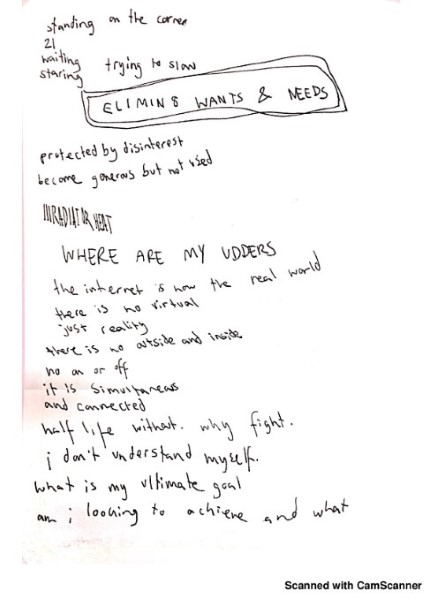 standing on the corner
21
waiting
staring trying to slow
ELIMIN8 WANTS & NEEDS
protected by disinterest
become generous but not used
IRRADIATOR HEAT
WHERE ARE MY UDDERS
the internet is now the real world
there is no virtual
just reality
there is no outside and inside
no on or off
it is simultaneous
and connected
half life without. why fight.
i don't understand myself.
what is my ultimate goal
am i looking to achieve and what
Scanned with CamScanner